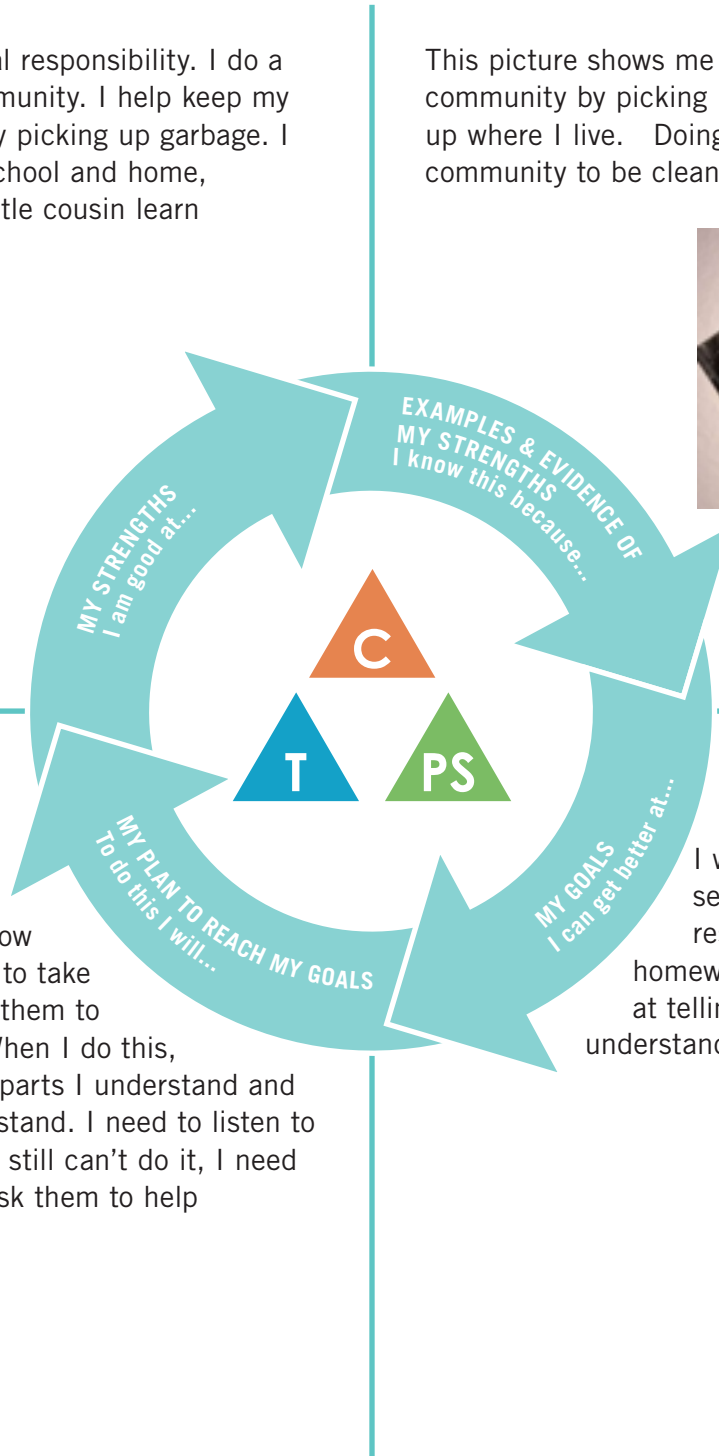 al responsibility. I do a
munity. I help keep my
y picking up garbage. I
chool and home,
tle cousin learn
This picture shows me
community by picking
up where I live. Doing
community to be clean
MY STRENGTHS
I am good at...
EXAMPLES & EVIDENCE OF
MY STRENGTHS
I know this because...
C
T
PS
MY GOALS
I can get better at...
MY PLAN TO REACH MY GOALS
To do this I will...
I w
se
re
homew
at tellin
understand
ow
to take
them to
When I do this,
parts I understand and
stand. I need to listen to
still can't do it, I need
sk them to help